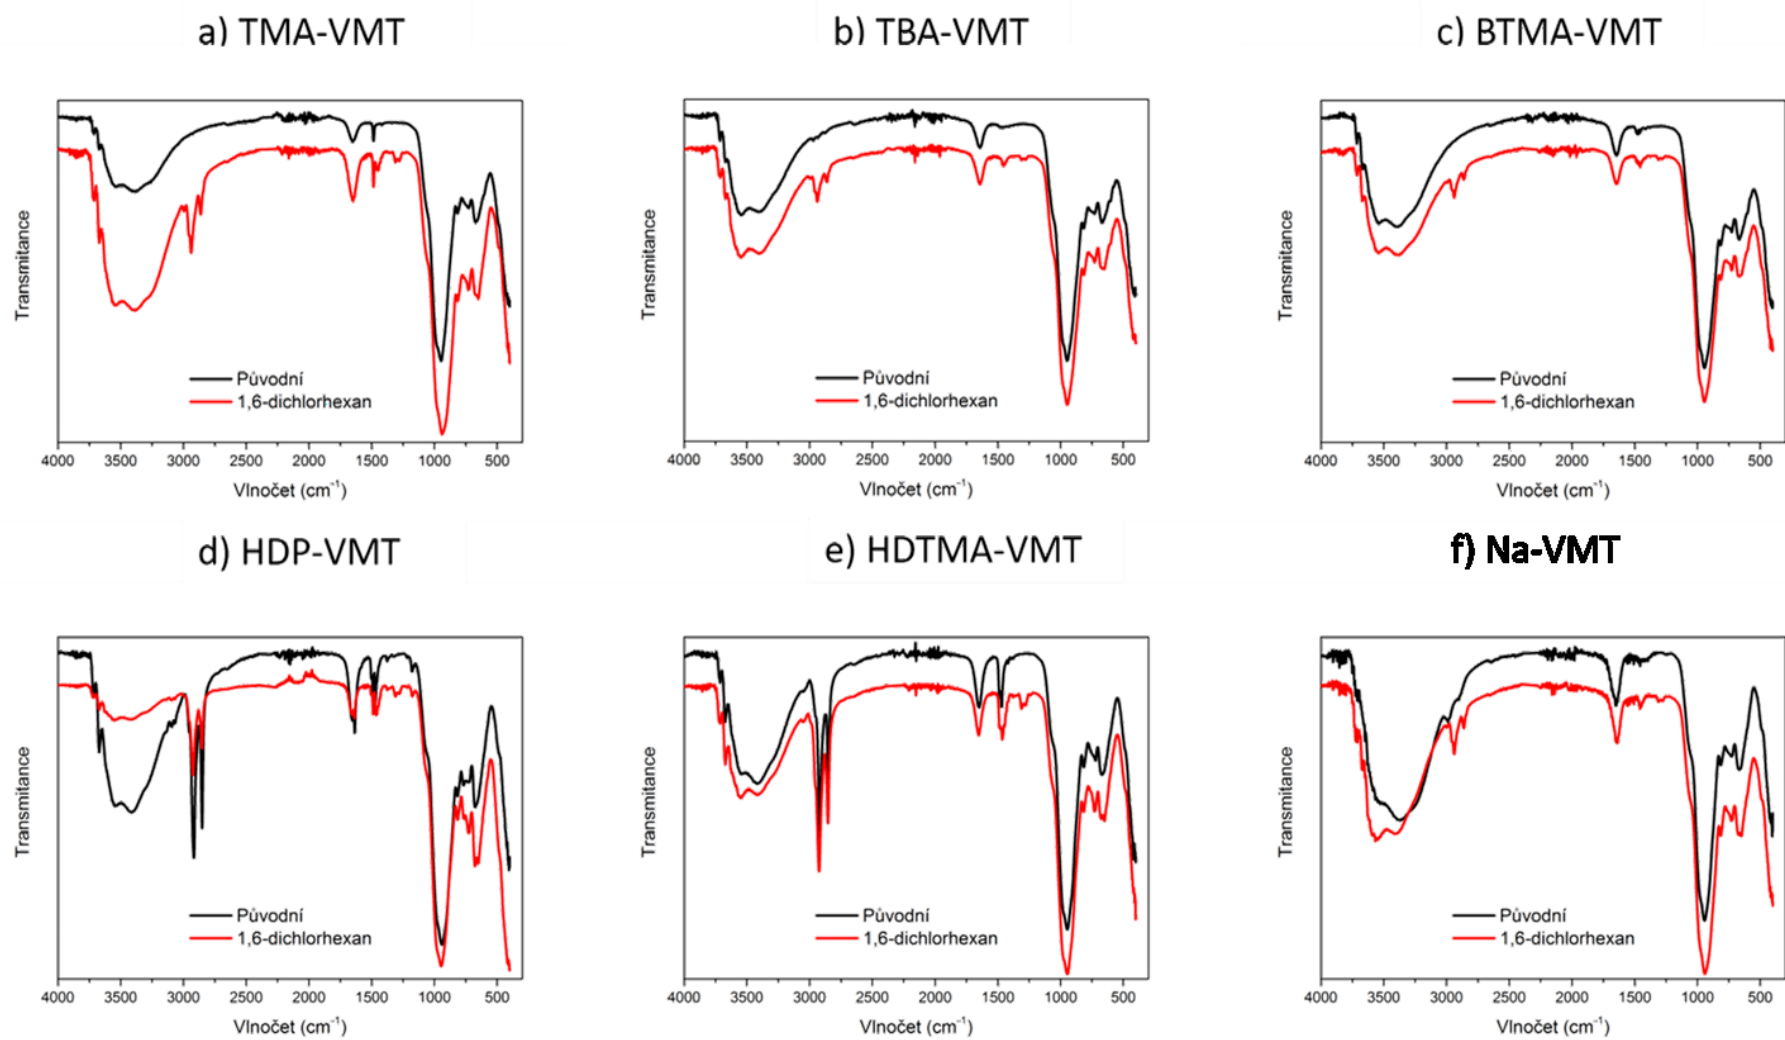 a) TMA-VMT
b) TBA-VMT
c) BTMA-VMT
Transmitance
Původní
1,6-dichlorhexan
4000 3500 3000 2500 2000 1500 1000 500
Vlnočet (cm⁻¹)
Transmitance
Původní
1,6-dichlorhexan
4000 3500 3000 2500 2000 1500 1000 500
Vlnočet (cm⁻¹)
Transmitance
Původní
1,6-dichlorhexan
4000 3500 3000 2500 2000 1500 1000 500
Vlnočet (cm⁻¹)
d) HDP-VMT
e) HDTMA-VMT
f) Na-VMT
Transmitance
Původní
1,6-dichlorhexan
4000 3500 3000 2500 2000 1500 1000 500
Vlnočet (cm⁻¹)
Transmitance
Původní
1,6-dichlorhexan
4000 3500 3000 2500 2000 1500 1000 500
Vlnočet (cm⁻¹)
Transmitance
Původní
1,6-dichlorhexan
4000 3500 3000 2500 2000 1500 1000 500
Vlnočet (cm⁻¹)